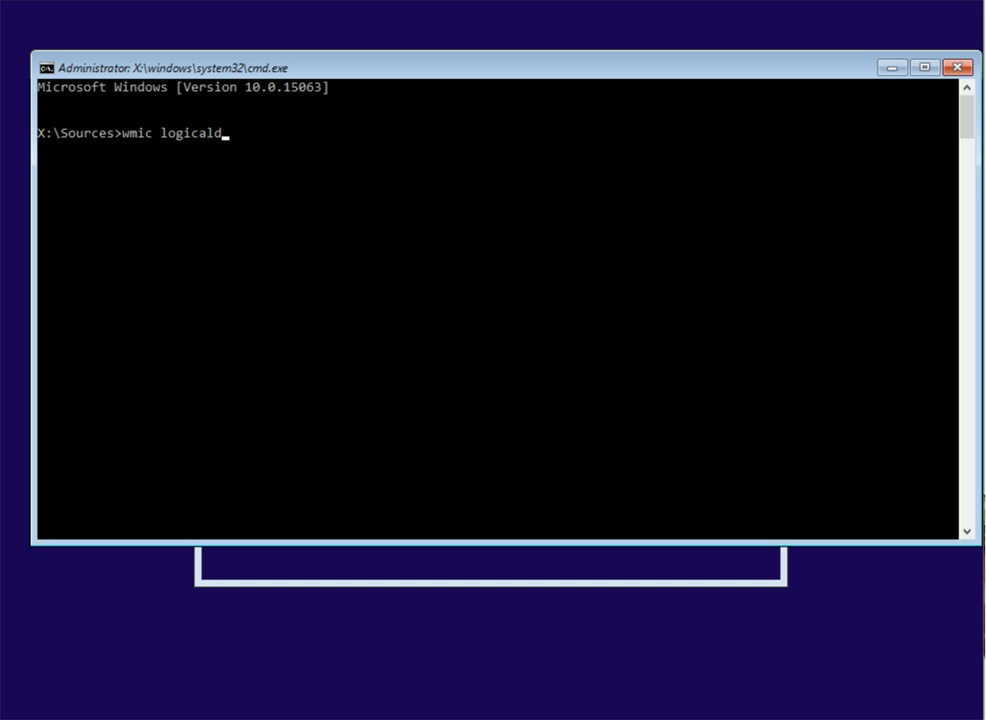 Administrator: X:\windows\system32\cmd.exe
Microsoft Windows [Version 10.0.15063]
X:\Sources>wmic logicald